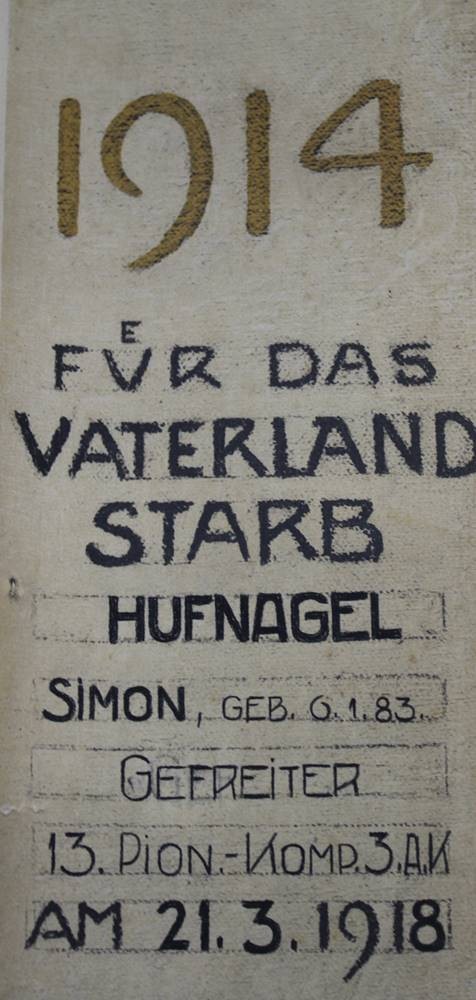 1914
FUͤR DAS
VATERLAND
STARB
HUFNAGEL
SIMON, GEB. 6.1.83.
GEFREITER
13. PION.-KOMP. 3.A.K
AM 21.3.1918